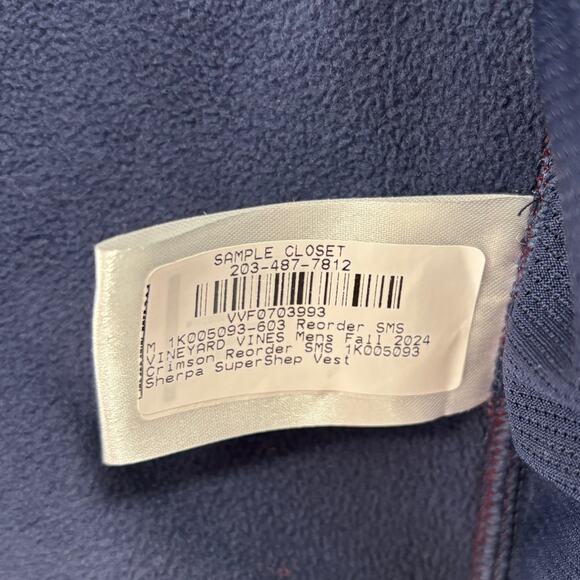 SAMPLE CLOSET
203-487-7812
VVF0703993
M 1K005093-603 Reorder SMS
VINEYARD VINES Mens Fall 2024
Crimson Reorder SMS 1K005093
Sherpa SuperShep Vest